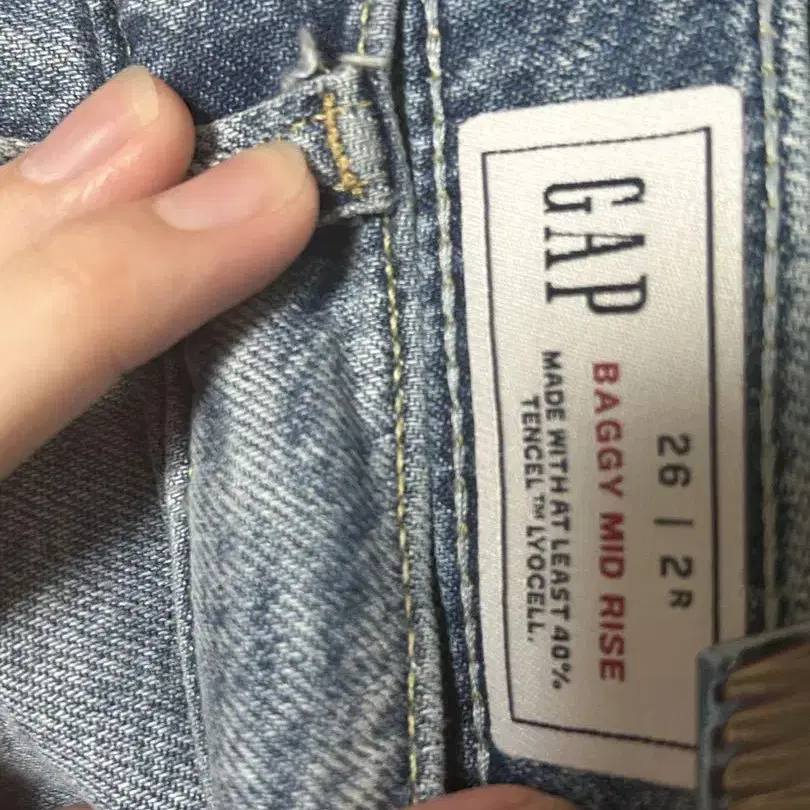 GAP
26 | 2R
BAGGY MID RISE
MADE WITH AT LEAST 40%
TENCEL™ LYOCELL.